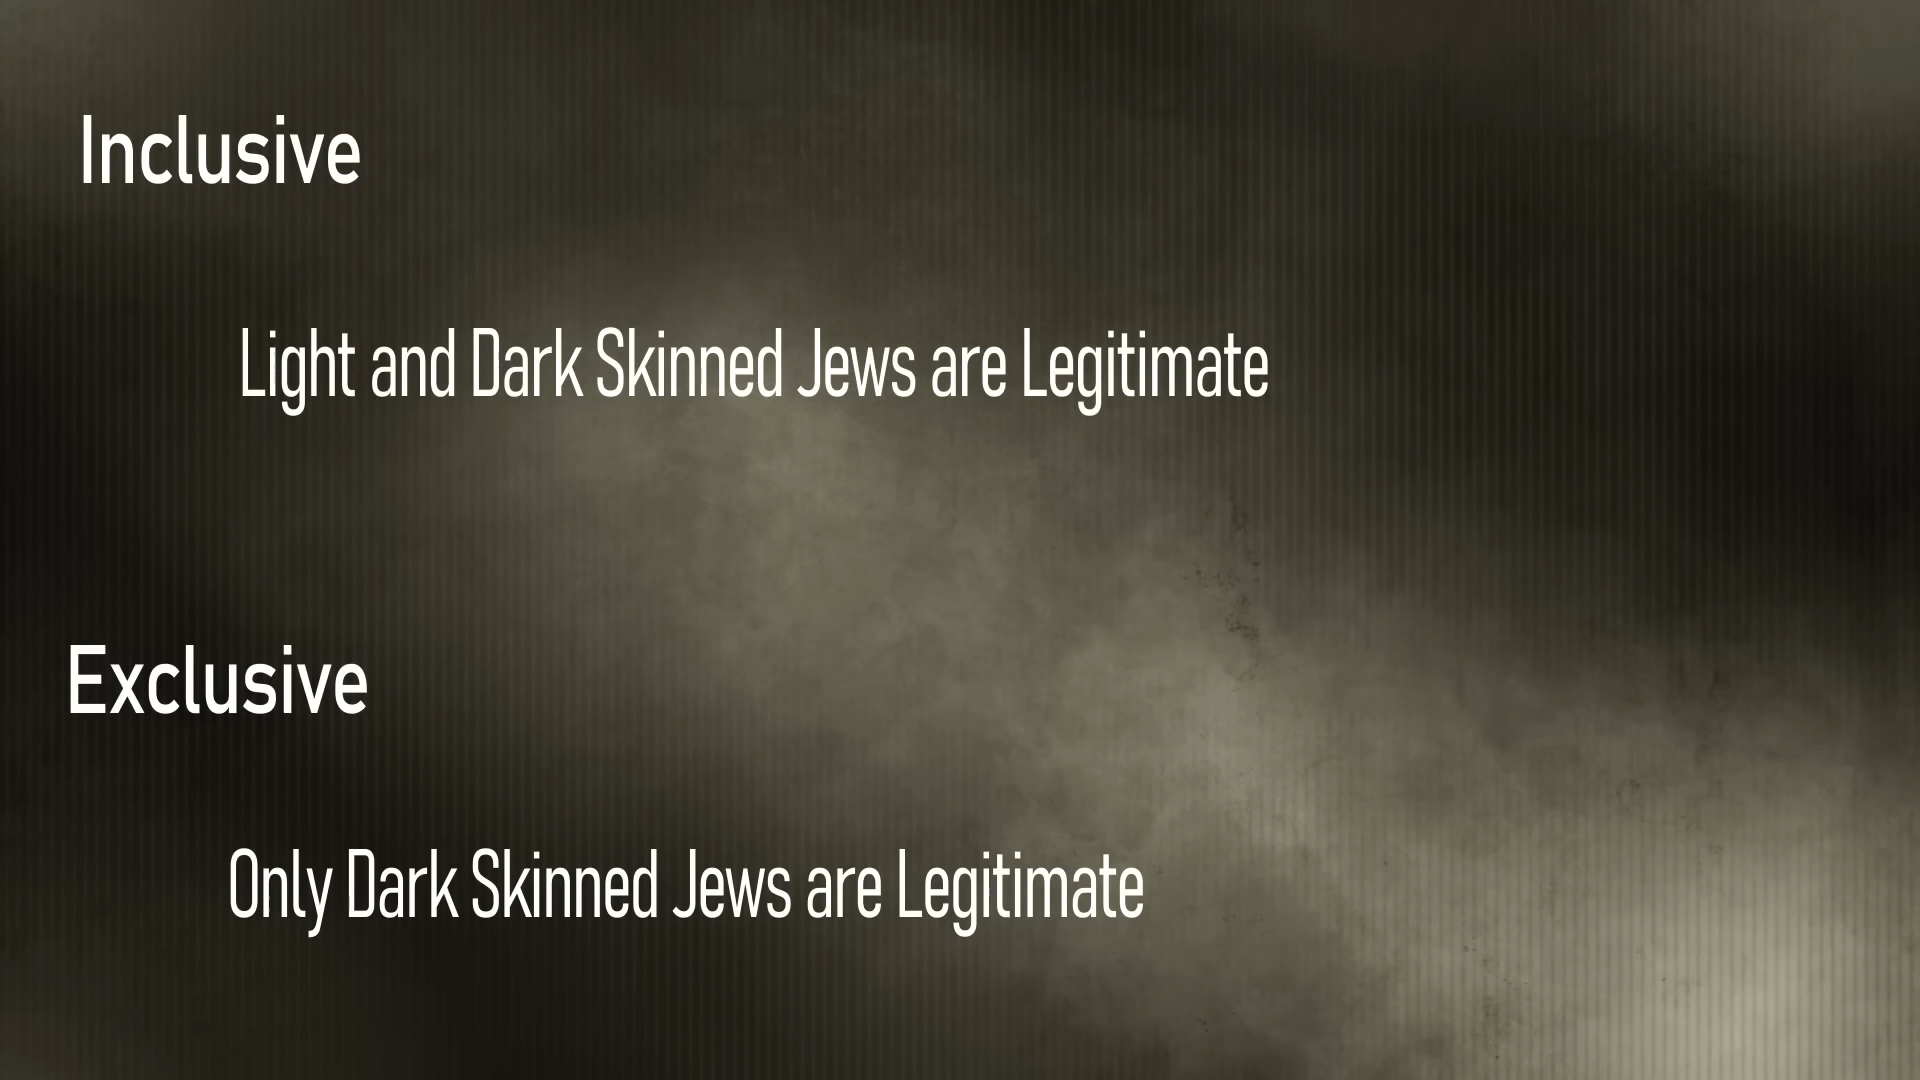 Inclusive
Light and Dark Skinned Jews are Legitimate
Exclusive
Only Dark Skinned Jews are Legitimate